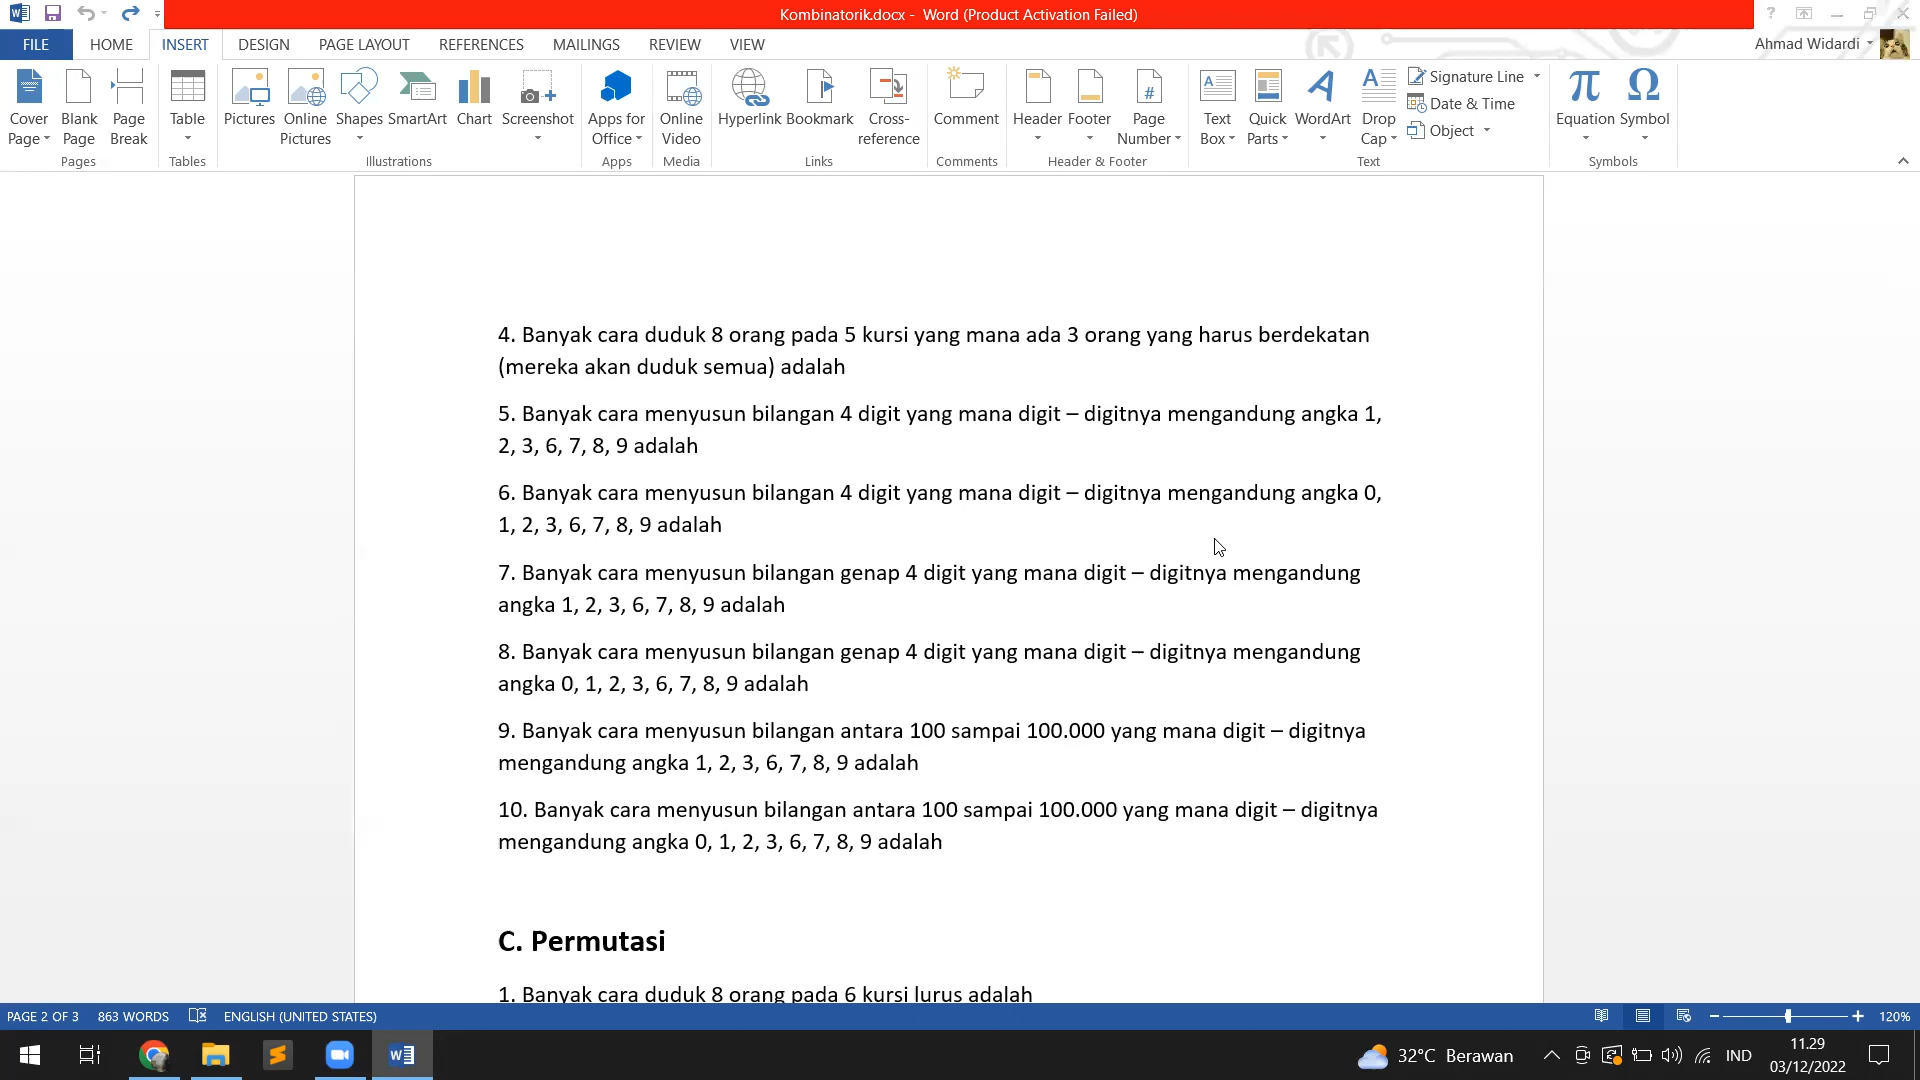 Kombinatorik.docx - Word (Product Activation Failed)
FILE HOME INSERT DESIGN PAGE LAYOUT REFERENCES MAILINGS REVIEW VIEW
Ahmad Widardi
Cover Page
Blank Page
Page Break
Pages
Table
Tables
Pictures
Online Pictures
Shapes
SmartArt
Chart
Screenshot
Illustrations
Apps for Office
Apps
Online Video
Media
Hyperlink
Bookmark
Cross-reference
Links
Comment
Comments
Header
Footer
Page Number
Header & Footer
Text Box
Quick Parts
WordArt
Drop Cap
Signature Line
Date & Time
Object
Text
Equation
Symbol
Symbols
4. Banyak cara duduk 8 orang pada 5 kursi yang mana ada 3 orang yang harus berdekatan
(mereka akan duduk semua) adalah
5. Banyak cara menyusun bilangan 4 digit yang mana digit – digitnya mengandung angka 1,
2, 3, 6, 7, 8, 9 adalah
6. Banyak cara menyusun bilangan 4 digit yang mana digit – digitnya mengandung angka 0,
1, 2, 3, 6, 7, 8, 9 adalah
7. Banyak cara menyusun bilangan genap 4 digit yang mana digit – digitnya mengandung
angka 1, 2, 3, 6, 7, 8, 9 adalah
8. Banyak cara menyusun bilangan genap 4 digit yang mana digit – digitnya mengandung
angka 0, 1, 2, 3, 6, 7, 8, 9 adalah
9. Banyak cara menyusun bilangan antara 100 sampai 100.000 yang mana digit – digitnya
mengandung angka 1, 2, 3, 6, 7, 8, 9 adalah
10. Banyak cara menyusun bilangan antara 100 sampai 100.000 yang mana digit – digitnya
mengandung angka 0, 1, 2, 3, 6, 7, 8, 9 adalah
C. Permutasi
1. Banyak cara duduk 8 orang pada 6 kursi lurus adalah
PAGE 2 OF 3 863 WORDS ENGLISH (UNITED STATES)
120%
32°C Berawan
IND
11.29
03/12/2022